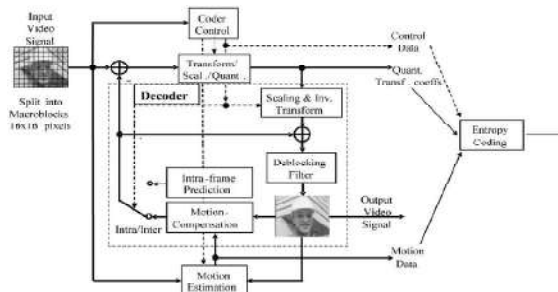 Input
Video
Signal
Split into
Macroblocks
16x16 pixels
Coder
Control
Transform/
Scal./Quant.
Decoder
Scaling & Inv.
Transform
Deblocking
Filter
Intra-frame
Prediction
Motion-
Compensation
Intra/Inter
Motion
Estimation
Control
Data
Quant.
Transf. coeffs
Entropy
Coding
Output
Video
Signal
Motion
Data